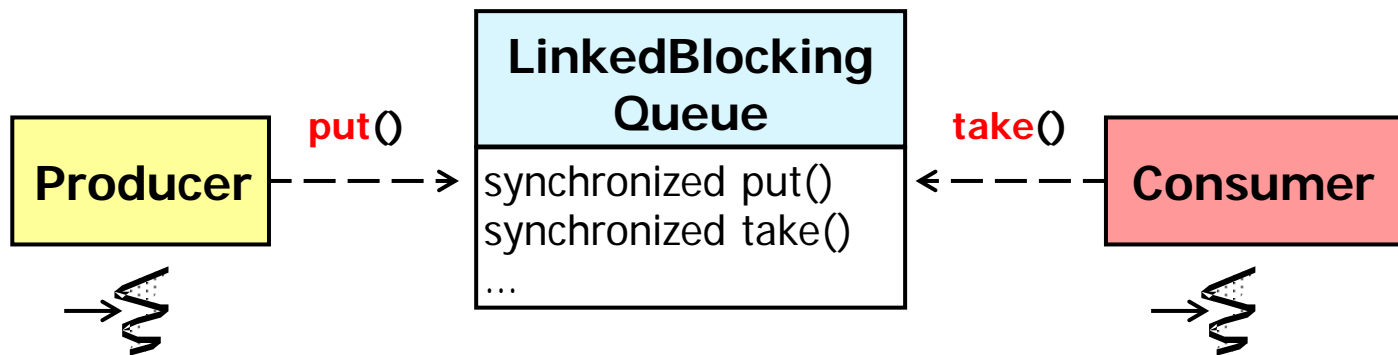 LinkedBlocking
Queue
put()
take()
Producer
synchronized put()
synchronized take()
...
Consumer